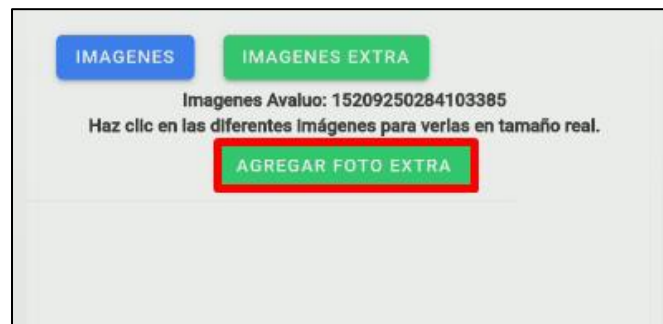 IMAGENES IMAGENES EXTRA
Imagenes Avaluo: 15209250284103385
Haz clic en las diferentes imágenes para verlas en tamaño real.
AGREGAR FOTO EXTRA